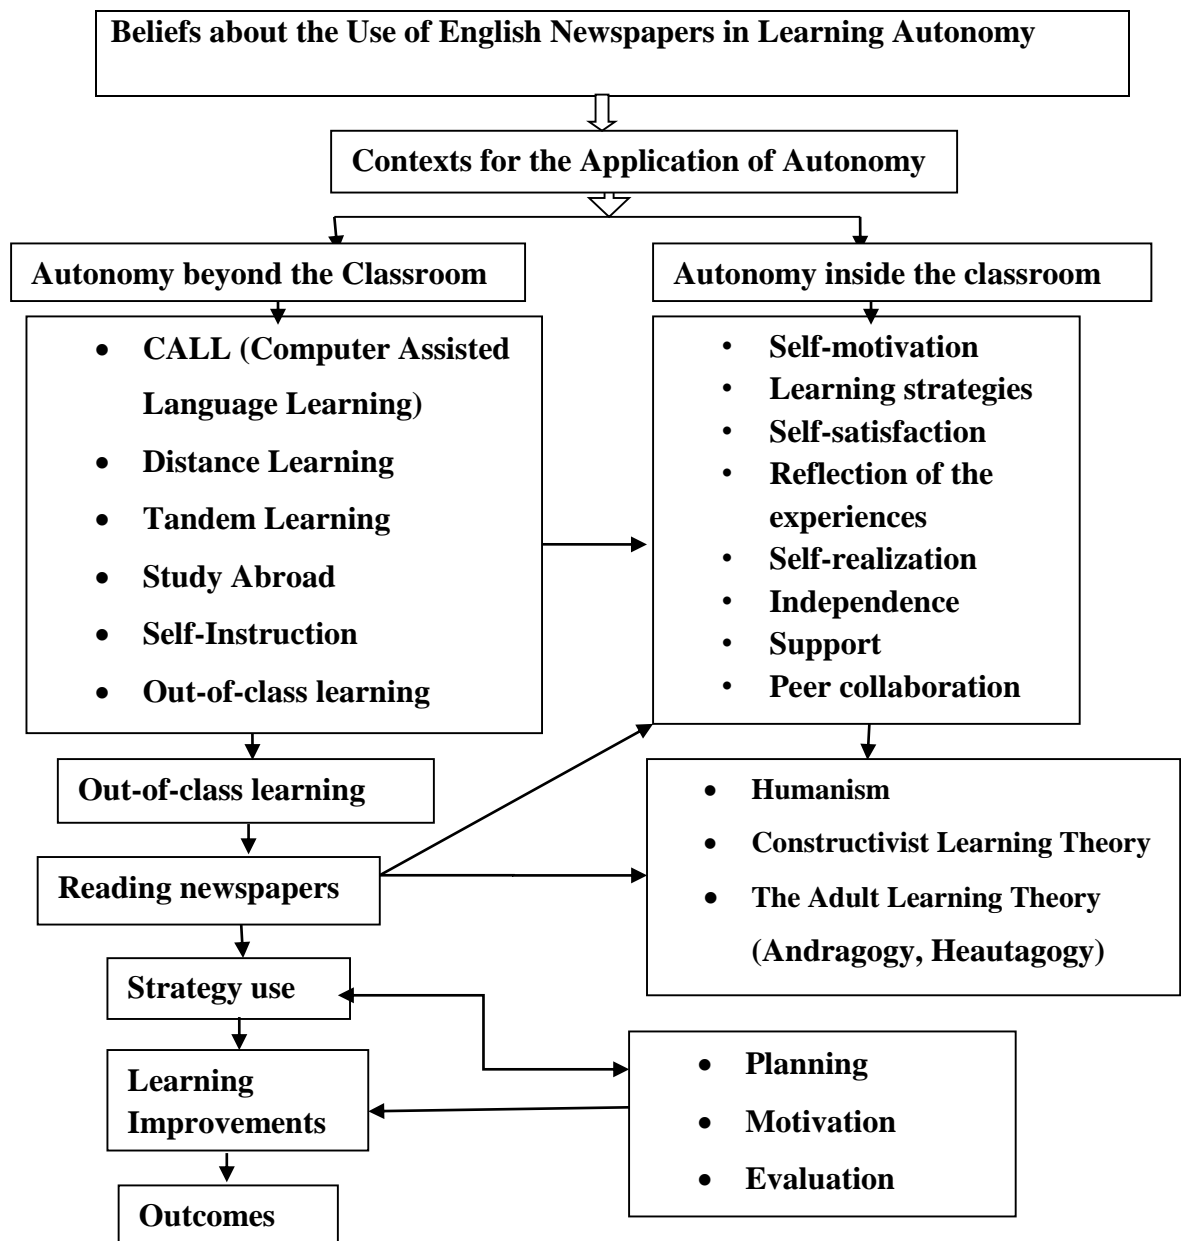 Beliefs about the Use of English Newspapers in Learning Autonomy
Contexts for the Application of Autonomy
Autonomy beyond the Classroom
Autonomy inside the classroom
• CALL (Computer Assisted
Language Learning)
• Distance Learning
• Tandem Learning
• Study Abroad
• Self-Instruction
• Out-of-class learning
• Self-motivation
• Learning strategies
• Self-satisfaction
• Reflection of the
experiences
• Self-realization
• Independence
• Support
• Peer collaboration
Out-of-class learning
Reading newspapers
• Humanism
• Constructivist Learning Theory
• The Adult Learning Theory
(Andragogy, Heautagogy)
Strategy use
Learning
Improvements
• Planning
• Motivation
• Evaluation
Outcomes